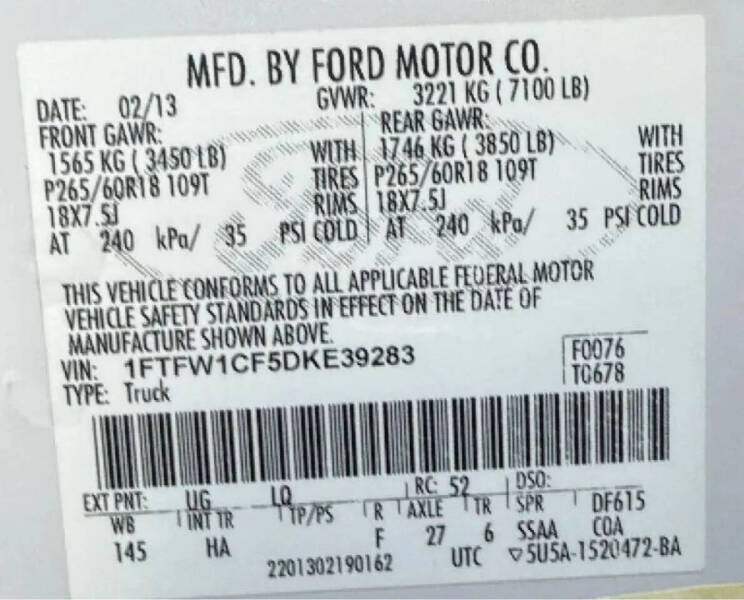 MFD. BY FORD MOTOR CO.
DATE: 02/13 GVWR: 3221 KG ( 7100 LB)
FRONT GAWR: REAR GAWR:
1565 KG ( 3450 LB) WITH 1746 KG ( 3850 LB) WITH
P265/60R18 109T TIRES P265/60R18 109T TIRES
18X7.5J RIMS 18X7.5J RIMS
AT 240 kPa/ 35 PSI COLD AT 240 kPa/ 35 PSI COLD
THIS VEHICLE CONFORMS TO ALL APPLICABLE FEDERAL MOTOR
VEHICLE SAFETY STANDARDS IN EFFECT ON THE DATE OF
MANUFACTURE SHOWN ABOVE.
VIN: 1FTFW1CF5DKE39283 F0076
TYPE: Truck TC678
EXT PNT: UG LQ RC: 52 DSO:
WB INT TR TP/PS R AXLE TR SPR DF615
145 HA F 27 6 SSAA COA
2201302190162 UTC ▽5U5A-1520472-BA